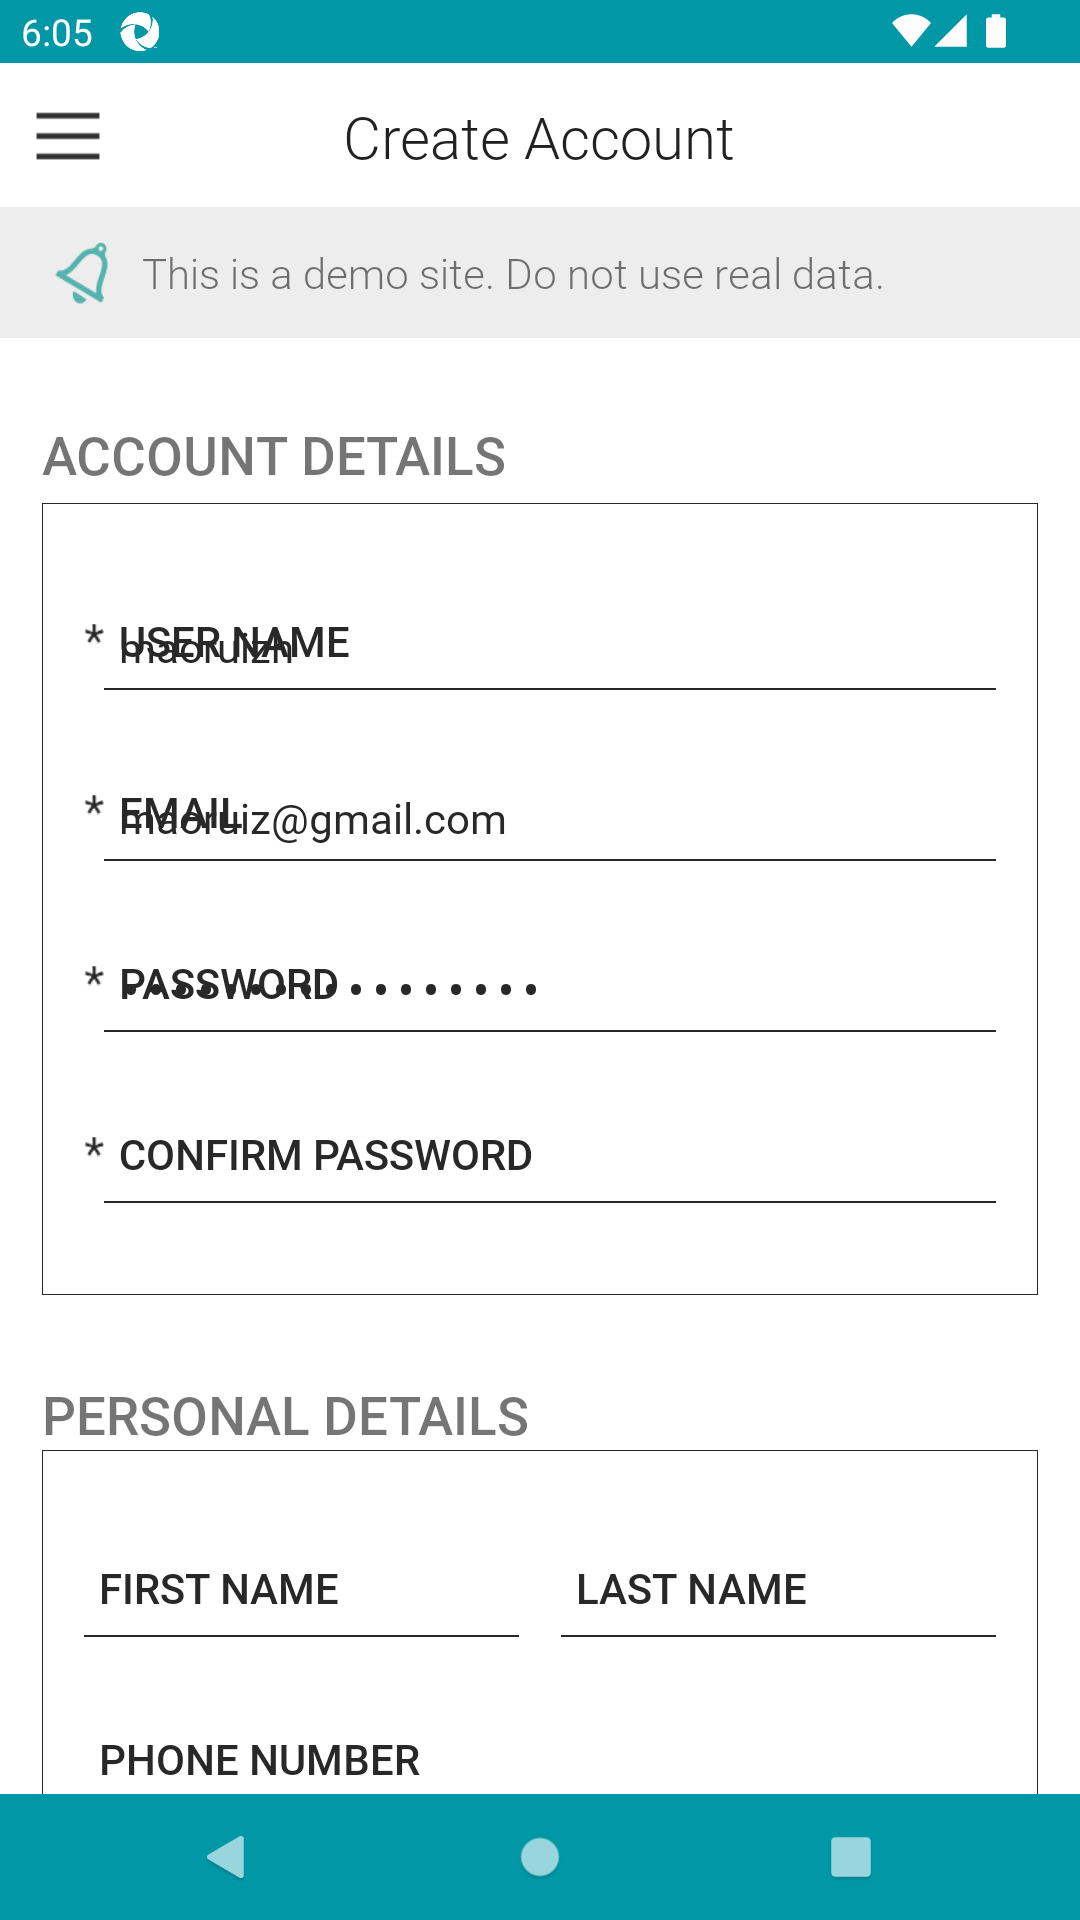 6:05
Create Account
This is a demo site. Do not use real data.
ACCOUNT DETAILS
* USER NAME
maoruizh
* EMAIL
maoruiz@gmail.com
* PASSWORD
•••••••••••••••••
* CONFIRM PASSWORD
PERSONAL DETAILS
FIRST NAME LAST NAME
PHONE NUMBER